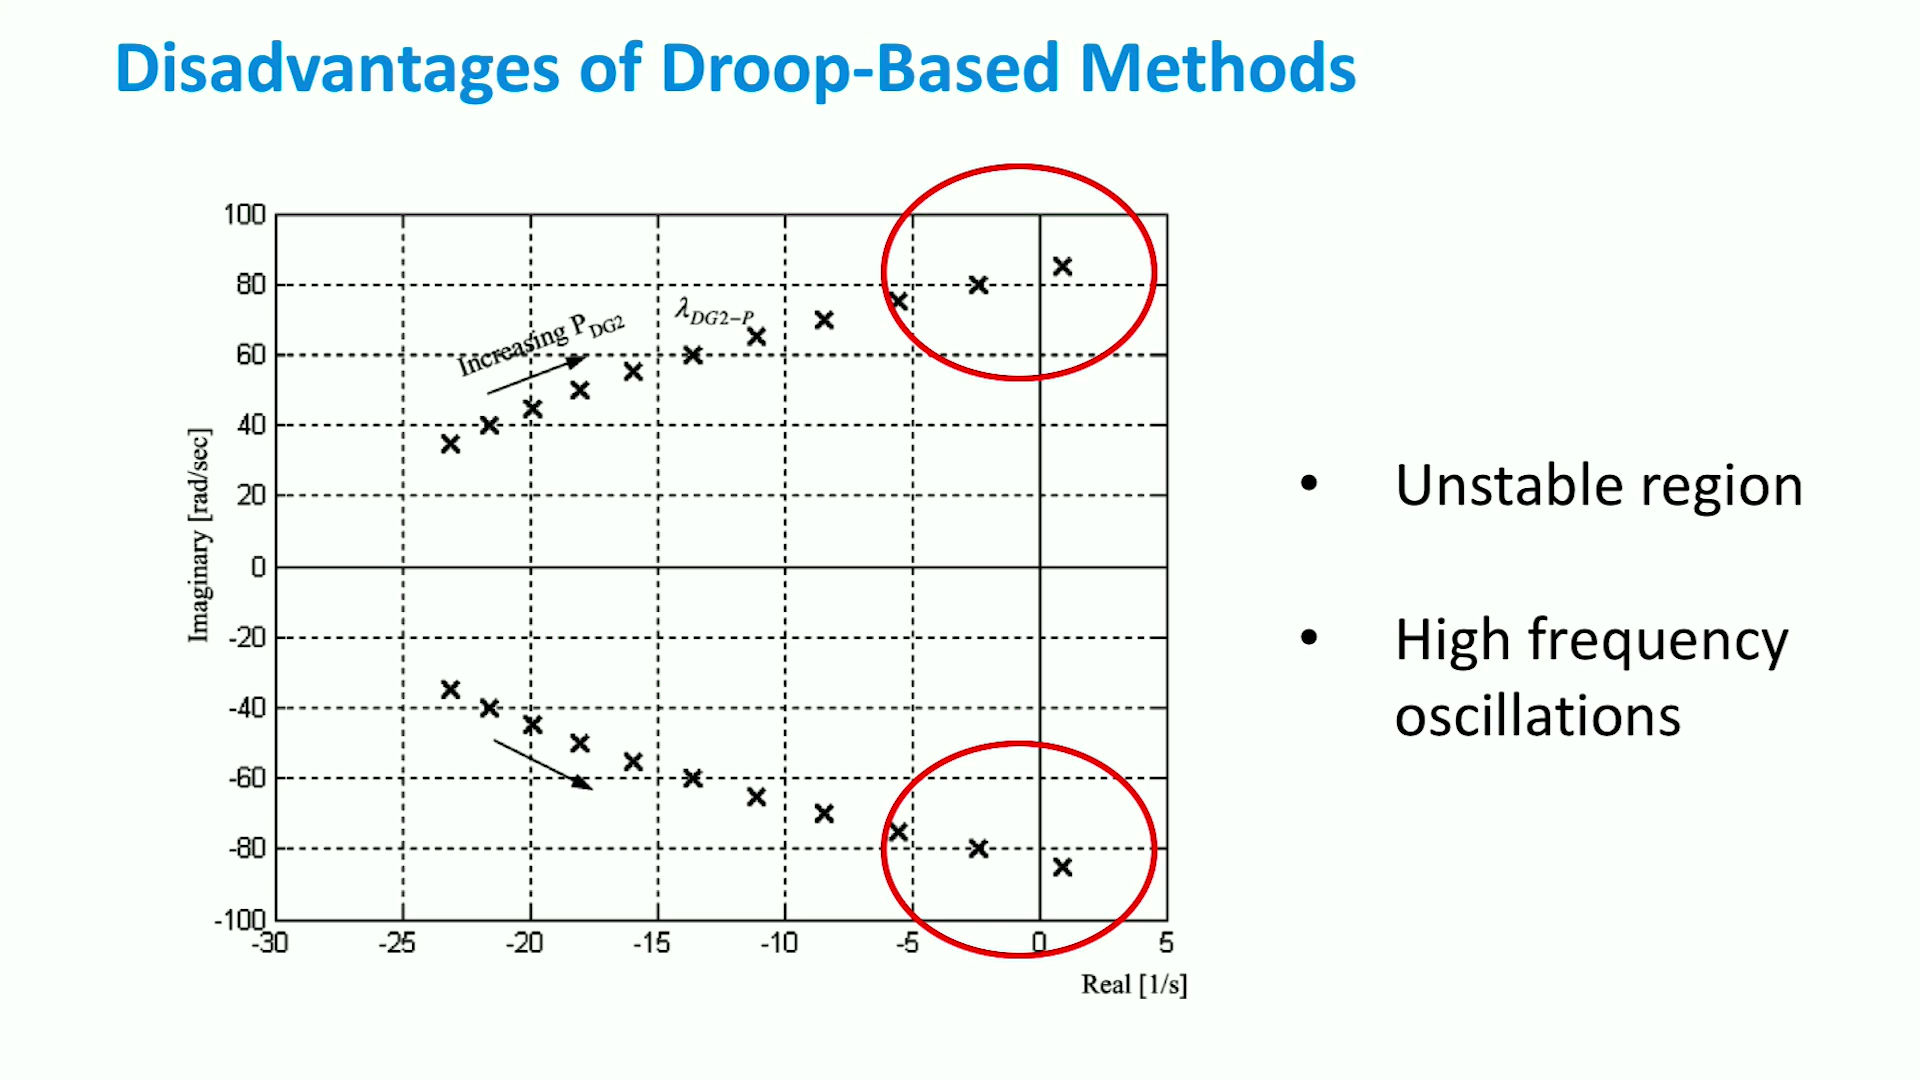 Disadvantages of Droop-Based Methods
100
80
60
40
20
0
-20
-40
-60
-80
-100
-30
-25
-20
-15
-10
-5
0
5
Imaginary [rad/sec]
Real [1/s]
Increasing P_DG2
λ_DG2-P
• Unstable region
• High frequency
oscillations